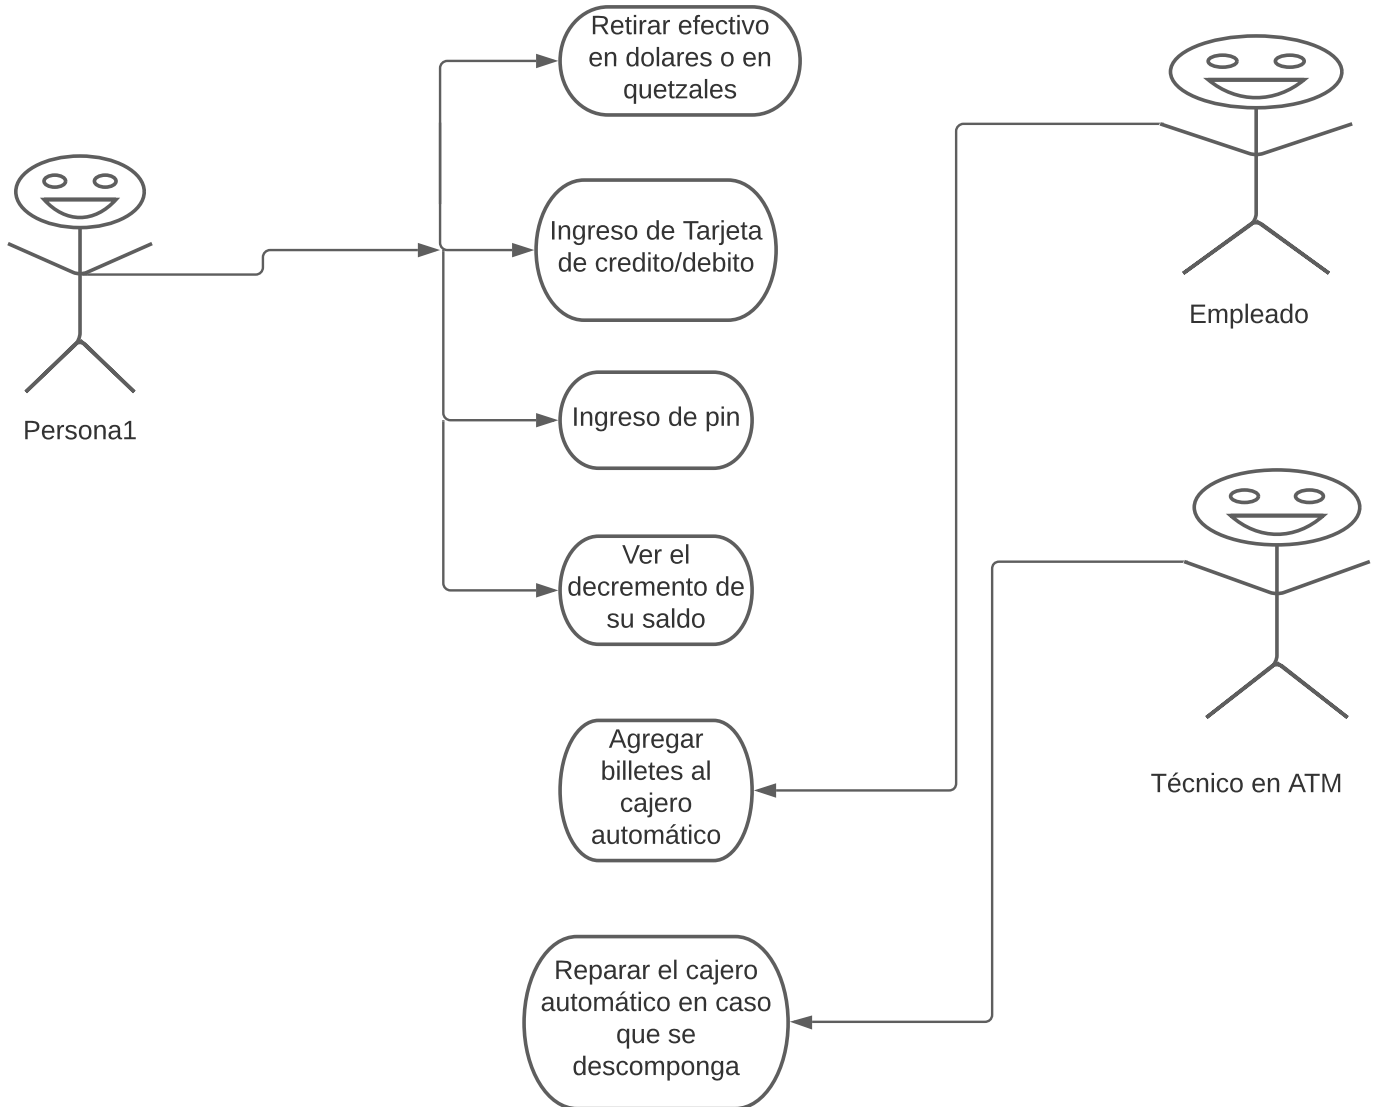 Retirar efectivo
en dolares o en
quetzales
Ingreso de Tarjeta
de credito/debito
Empleado
Persona1
Ingreso de pin
Ver el
decremento de
su saldo
Agregar
billetes al
cajero
automático
Técnico en ATM
Reparar el cajero
automático en caso
que se
descomponga